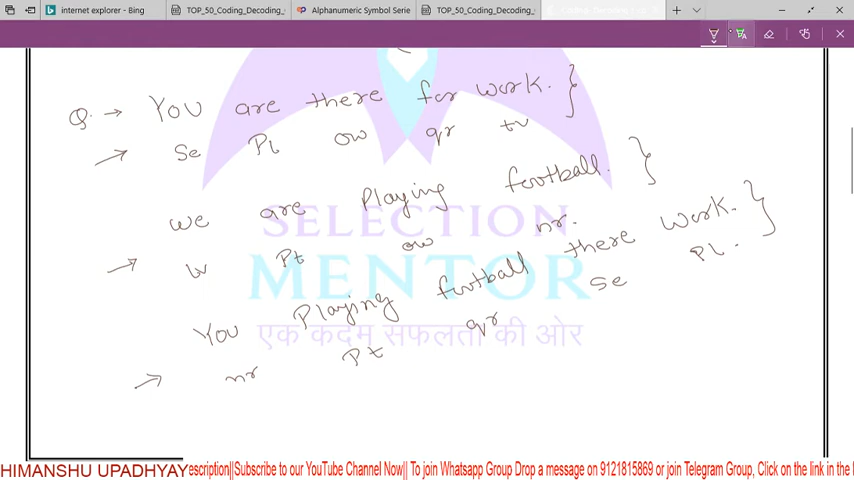 internet explorer - Bing
TOP_50_Coding_Decoding_
Alphanumeric Symbol Serie
TOP_50_Coding_Decoding_
Q. → You are there for work. }
→ se pl ow qr tv
we are playing football. }
→ lv pt ow nr.
You playing football there work. }
→ nr pt qr se pl.
SELECTION
MENTOR
एक कदम सफलता की ओर
HIMANSHU UPADHYAY
escription||Subscribe to our YouTube Channel Now|| To join Whatsapp Group Drop a message on 9121815869 or join Telegram Group, Click on the link in the